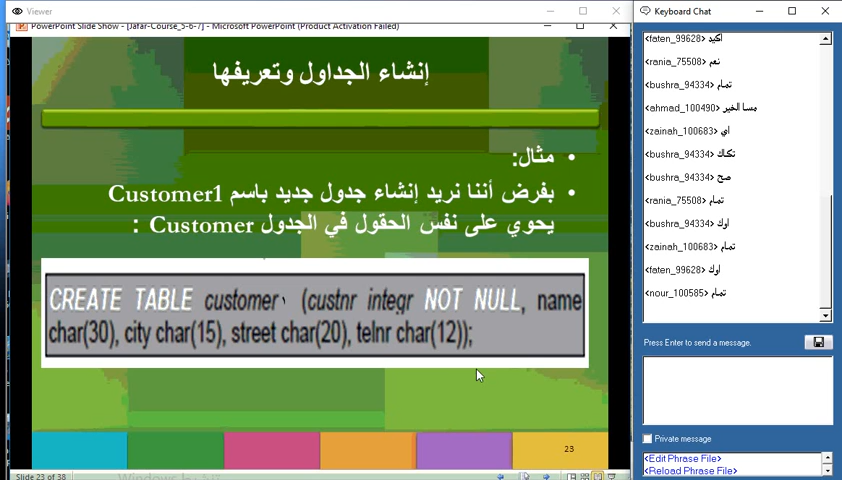 Viewer
PowerPoint Slide Show - [Jafar-Course_5-6-7] - Microsoft PowerPoint (Product Activation Failed)
إنشاء الجداول وتعريفها
• مثال:
• بفرض أننا نريد إنشاء جدول جديد باسم Customer1
يحوي على نفس الحقول في الجدول Customer :
CREATE TABLE customer١ (custnr integr NOT NULL, name
char(30), city char(15), street char(20), telnr char(12));
23
Slide 23 of 38
Keyboard Chat
<faten_99628> اكيد
<rania_75508> نعم
<bushra_94334> تمام
<ahmad_100490> مسا الخير
<zainah_100683> اي
<bushra_94334> تكاك
<bushra_94334> صح
<rania_75508> تمام
<bushra_94334> اوك
<zainah_100683> تمام
<faten_99628> اوك
<nour_100585> تمام
Press Enter to send a message.
Private message
<Edit Phrase File>
<Reload Phrase File>